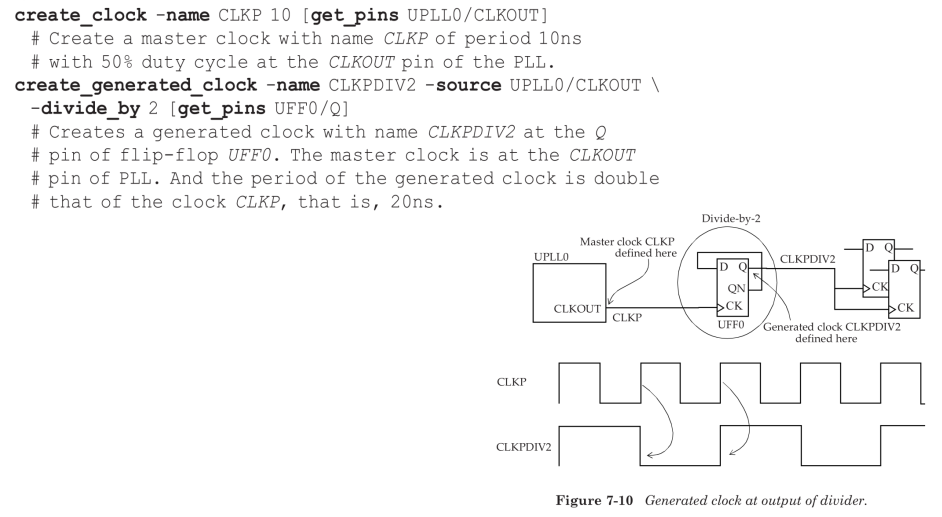 create_clock -name CLKP 10 [get_pins UPLL0/CLKOUT]
# Create a master clock with name CLKP of period 10ns
# with 50% duty cycle at the CLKOUT pin of the PLL.
create_generated_clock -name CLKPDIV2 -source UPLL0/CLKOUT \
-divide_by 2 [get_pins UFF0/Q]
# Creates a generated clock with name CLKPDIV2 at the Q
# pin of flip-flop UFF0. The master clock is at the CLKOUT
# pin of PLL. And the period of the generated clock is double
# that of the clock CLKP, that is, 20ns.
Divide-by-2
Master clock CLKP
defined here
UPLL0
CLKOUT
CLKP
D Q
QN
CK
UFF0
CLKPDIV2
Generated clock CLKPDIV2
defined here
D Q
CK
D Q
CK
CLKP
CLKPDIV2
Figure 7-10 Generated clock at output of divider.